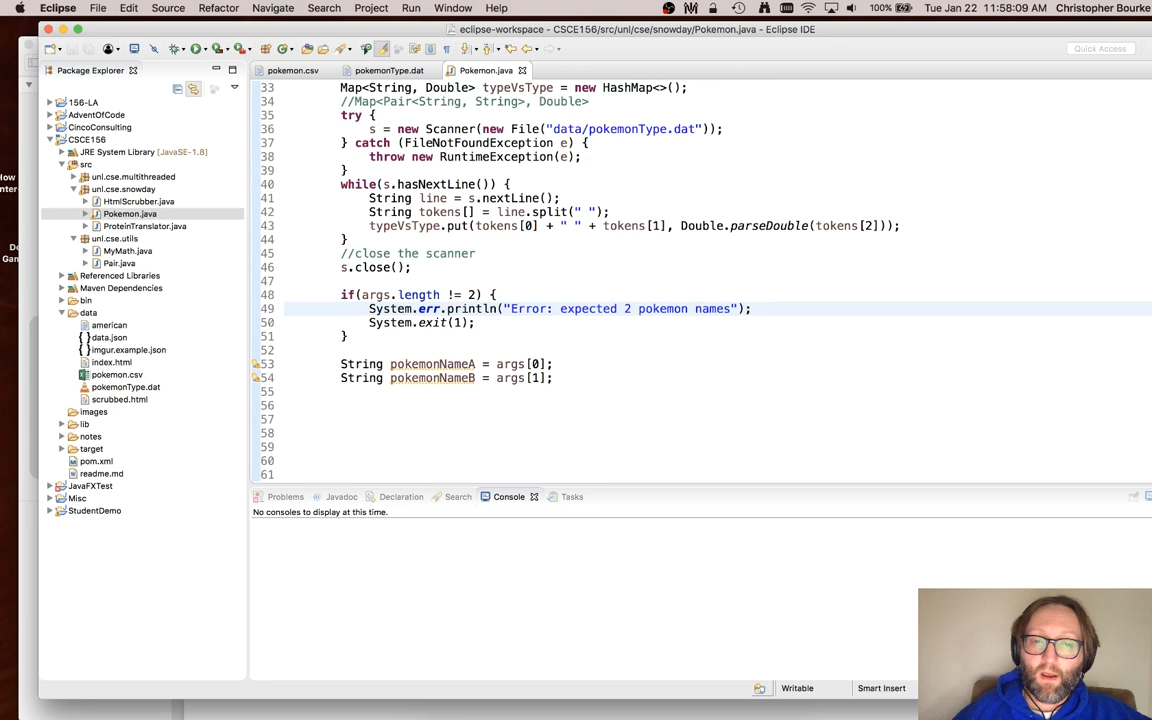 Eclipse File Edit Source Refactor Navigate Search Project Run Window Help 100% Tue Jan 22 11:58:09 AM Christopher Bourke
eclipse-workspace - CSCE156/src/unl/cse/snowday/Pokemon.java - Eclipse IDE
Quick Access
Package Explorer
pokemon.csv pokemonType.dat Pokemon.java
156-LA
AdventOfCode
CincoConsulting
CSCE156
JRE System Library [JavaSE-1.8]
src
unl.cse.multithreaded
unl.cse.snowday
HtmlScrubber.java
Pokemon.java
ProteinTranslator.java
unl.cse.utils
MyMath.java
Pair.java
Referenced Libraries
Maven Dependencies
bin
data
american
data.json
imgur.example.json
index.html
pokemon.csv
pokemonType.dat
scrubbed.html
images
lib
notes
target
pom.xml
readme.md
JavaFXTest
Misc
StudentDemo
33 Map<String, Double> typeVsType = new HashMap<>();
34 //Map<Pair<String, String>, Double>
35 try {
36 s = new Scanner(new File("data/pokemonType.dat"));
37 } catch (FileNotFoundException e) {
38 throw new RuntimeException(e);
39 }
40 while(s.hasNextLine()) {
41 String line = s.nextLine();
42 String tokens[] = line.split(" ");
43 typeVsType.put(tokens[0] + " " + tokens[1], Double.parseDouble(tokens[2]));
44 }
45 //close the scanner
46 s.close();
47
48 if(args.length != 2) {
49 System.err.println("Error: expected 2 pokemon names");
50 System.exit(1);
51 }
52
53 String pokemonNameA = args[0];
54 String pokemonNameB = args[1];
55
56
57
58
59
60
61
Problems Javadoc Declaration Search Console Tasks
No consoles to display at this time.
Writable Smart Insert
How
nter-
Do
Gam